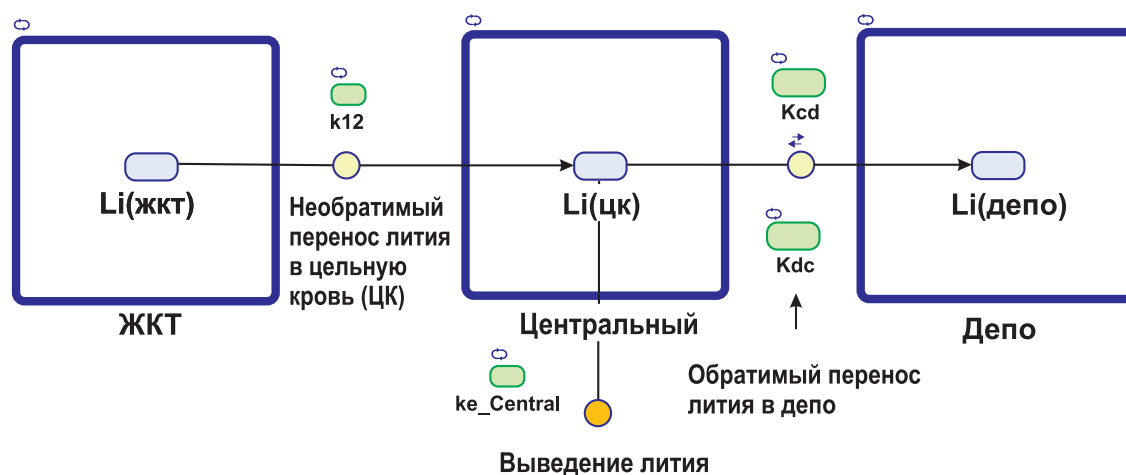 k12
Li(жкт)
Необратимый
перенос лития
в цельную
кровь (ЦК)
ЖКТ
Li(цк)
Центральный
ke_Central
Выведение лития
Kcd
Kdc
Обратимый перенос
лития в депо
Li(депо)
Депо